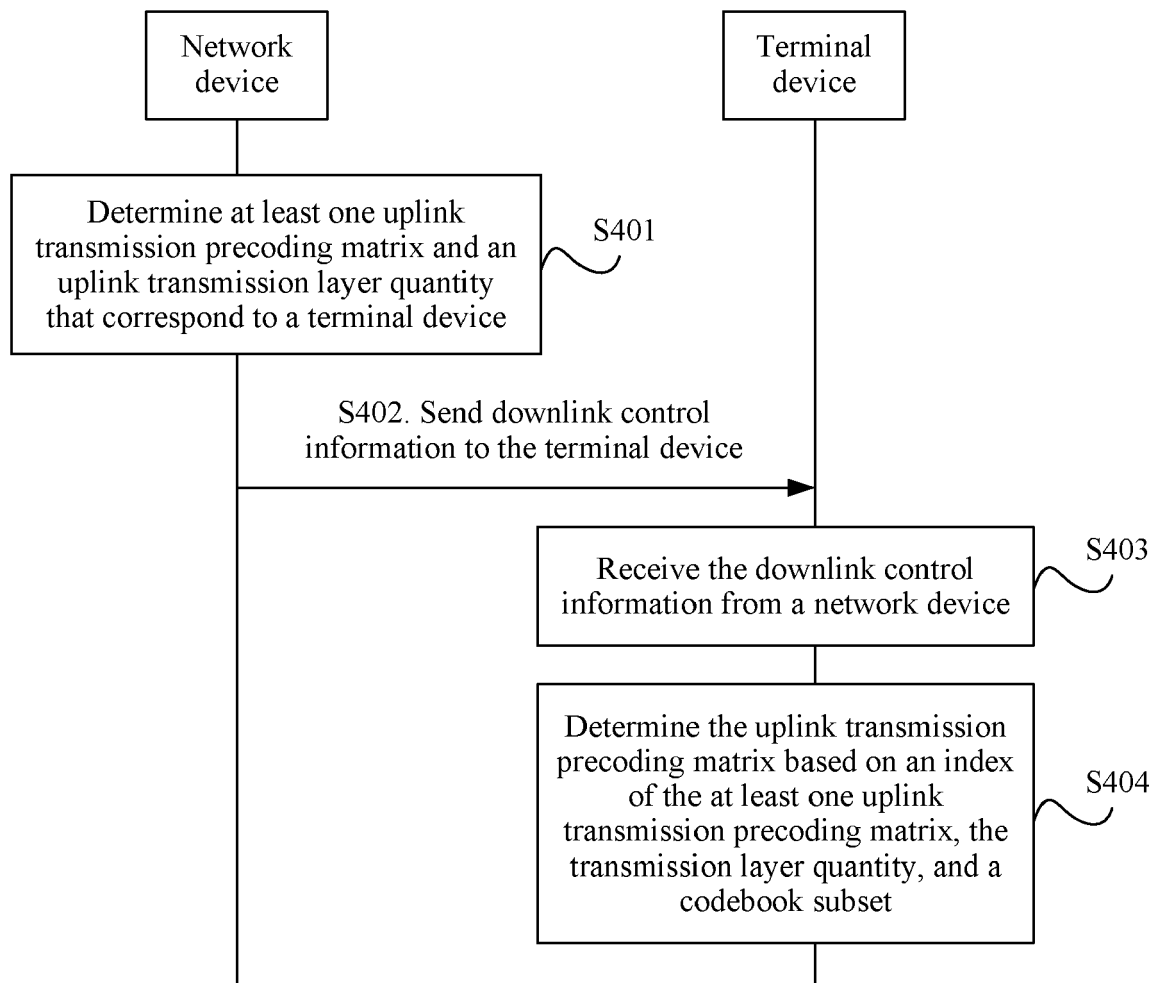 Network
device
Terminal
device
Determine at least one uplink
transmission precoding matrix and an
uplink transmission layer quantity
that correspond to a terminal device
S401
S402. Send downlink control
information to the terminal device
Receive the downlink control
information from a network device
S403
Determine the uplink transmission
precoding matrix based on an index
of the at least one uplink
transmission precoding matrix, the
transmission layer quantity, and a
codebook subset
S404